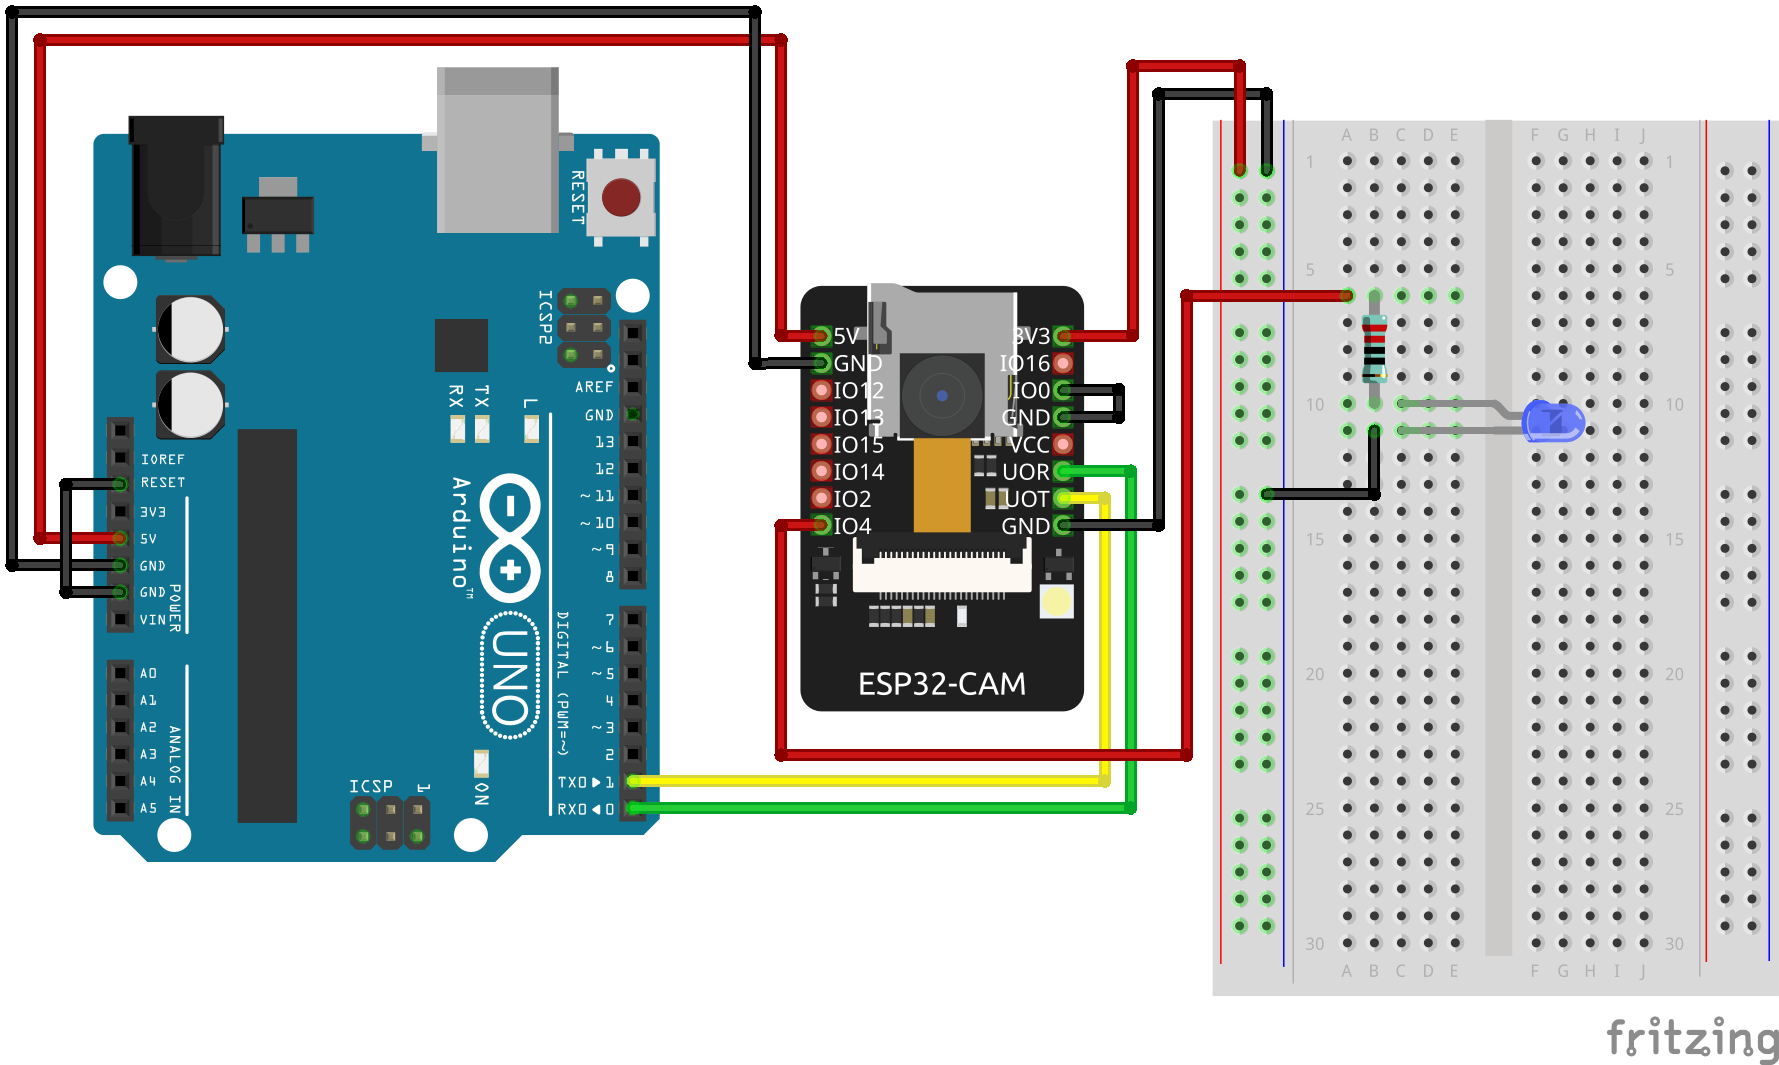 RESET
ICSP2
AREF
GND
13
12
~11
~10
~9
8
7
~6
~5
4
~3
2
TX0▶1
RX0◀0
RX
TX
L
IOREF
RESET
3V3
5V
GND
GND
VIN
POWER
A0
A1
A2
A3
A4
A5
ANALOG IN
Arduino™
UNO
DIGITAL (PWM=~)
ICSP
1
ON
5V
GND
IO12
IO13
IO15
IO14
IO2
IO4
3V3
IO16
IO0
GND
VCC
UOR
UOT
GND
ESP32-CAM
A B C D E F G H I J
1 1
5 5
10 10
15 15
20 20
25 25
30 30
A B C D E F G H I J
fritzing